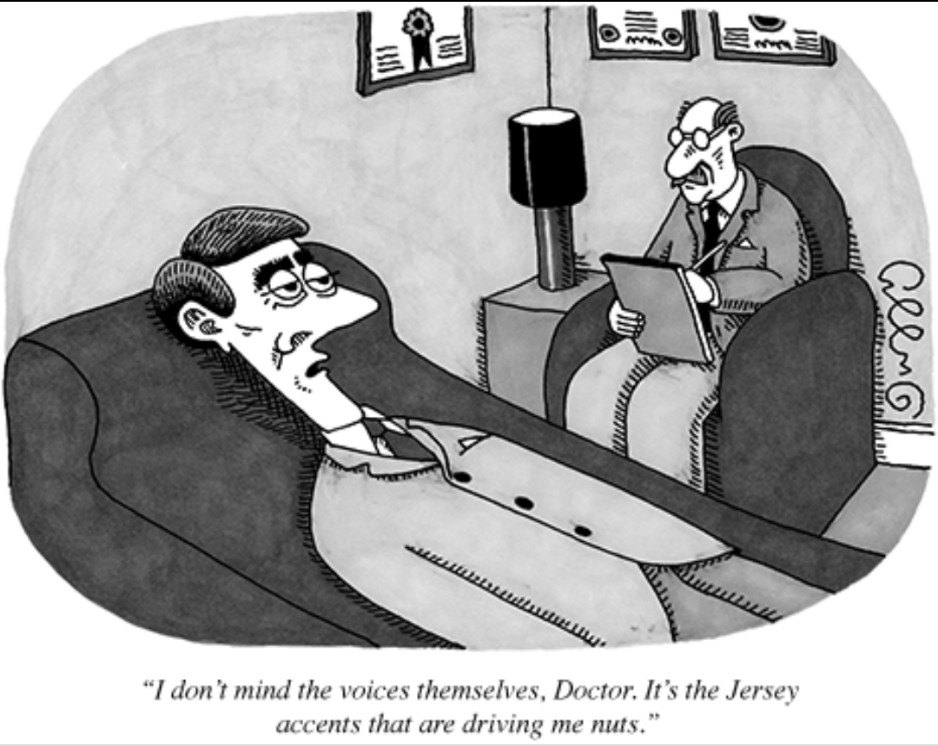 “I don’t mind the voices themselves, Doctor. It’s the Jersey
accents that are driving me nuts.”